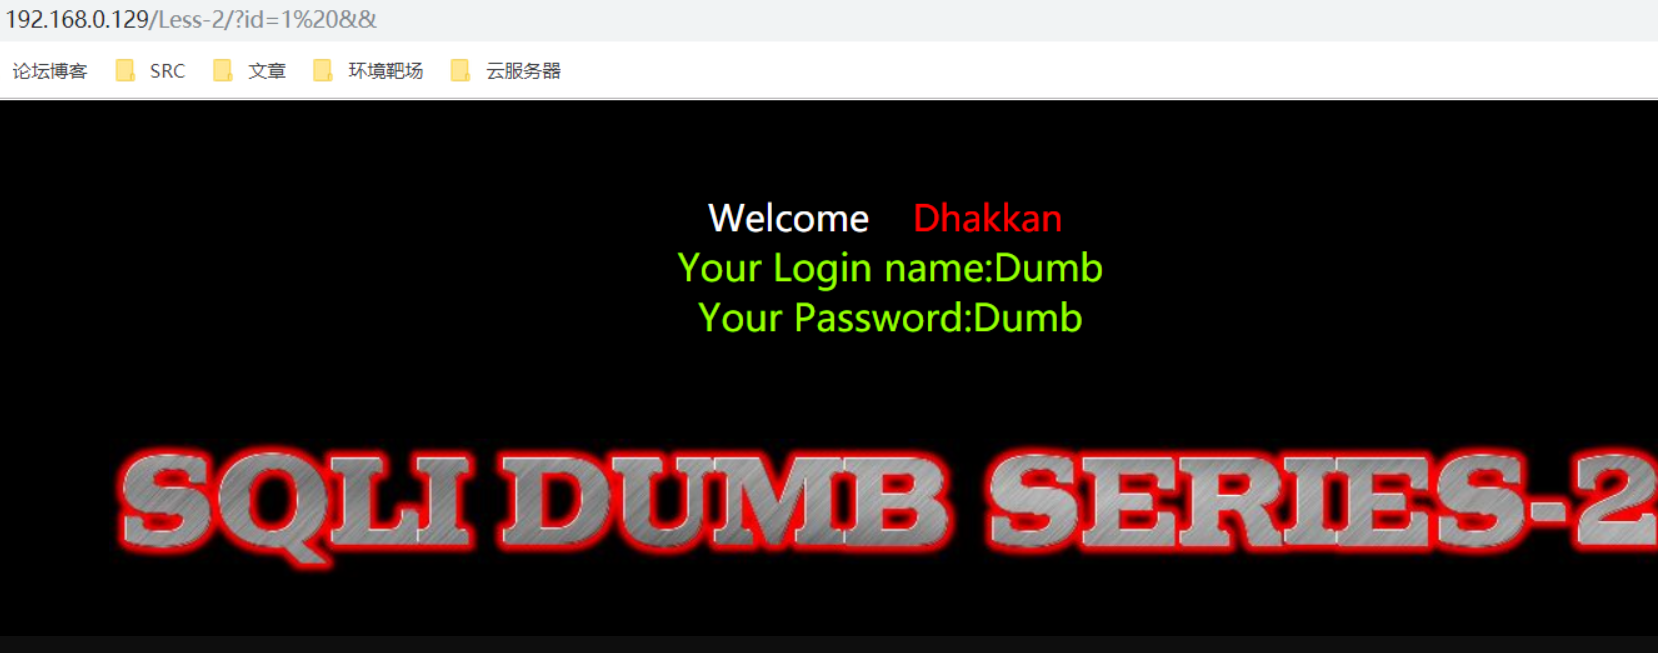 192.168.0.129/Less-2/?id=1%20&&
论坛博客 SRC 文章 环境靶场 云服务器
Welcome Dhakkan
Your Login name:Dumb
Your Password:Dumb
SQLI DUMB SERIES-2